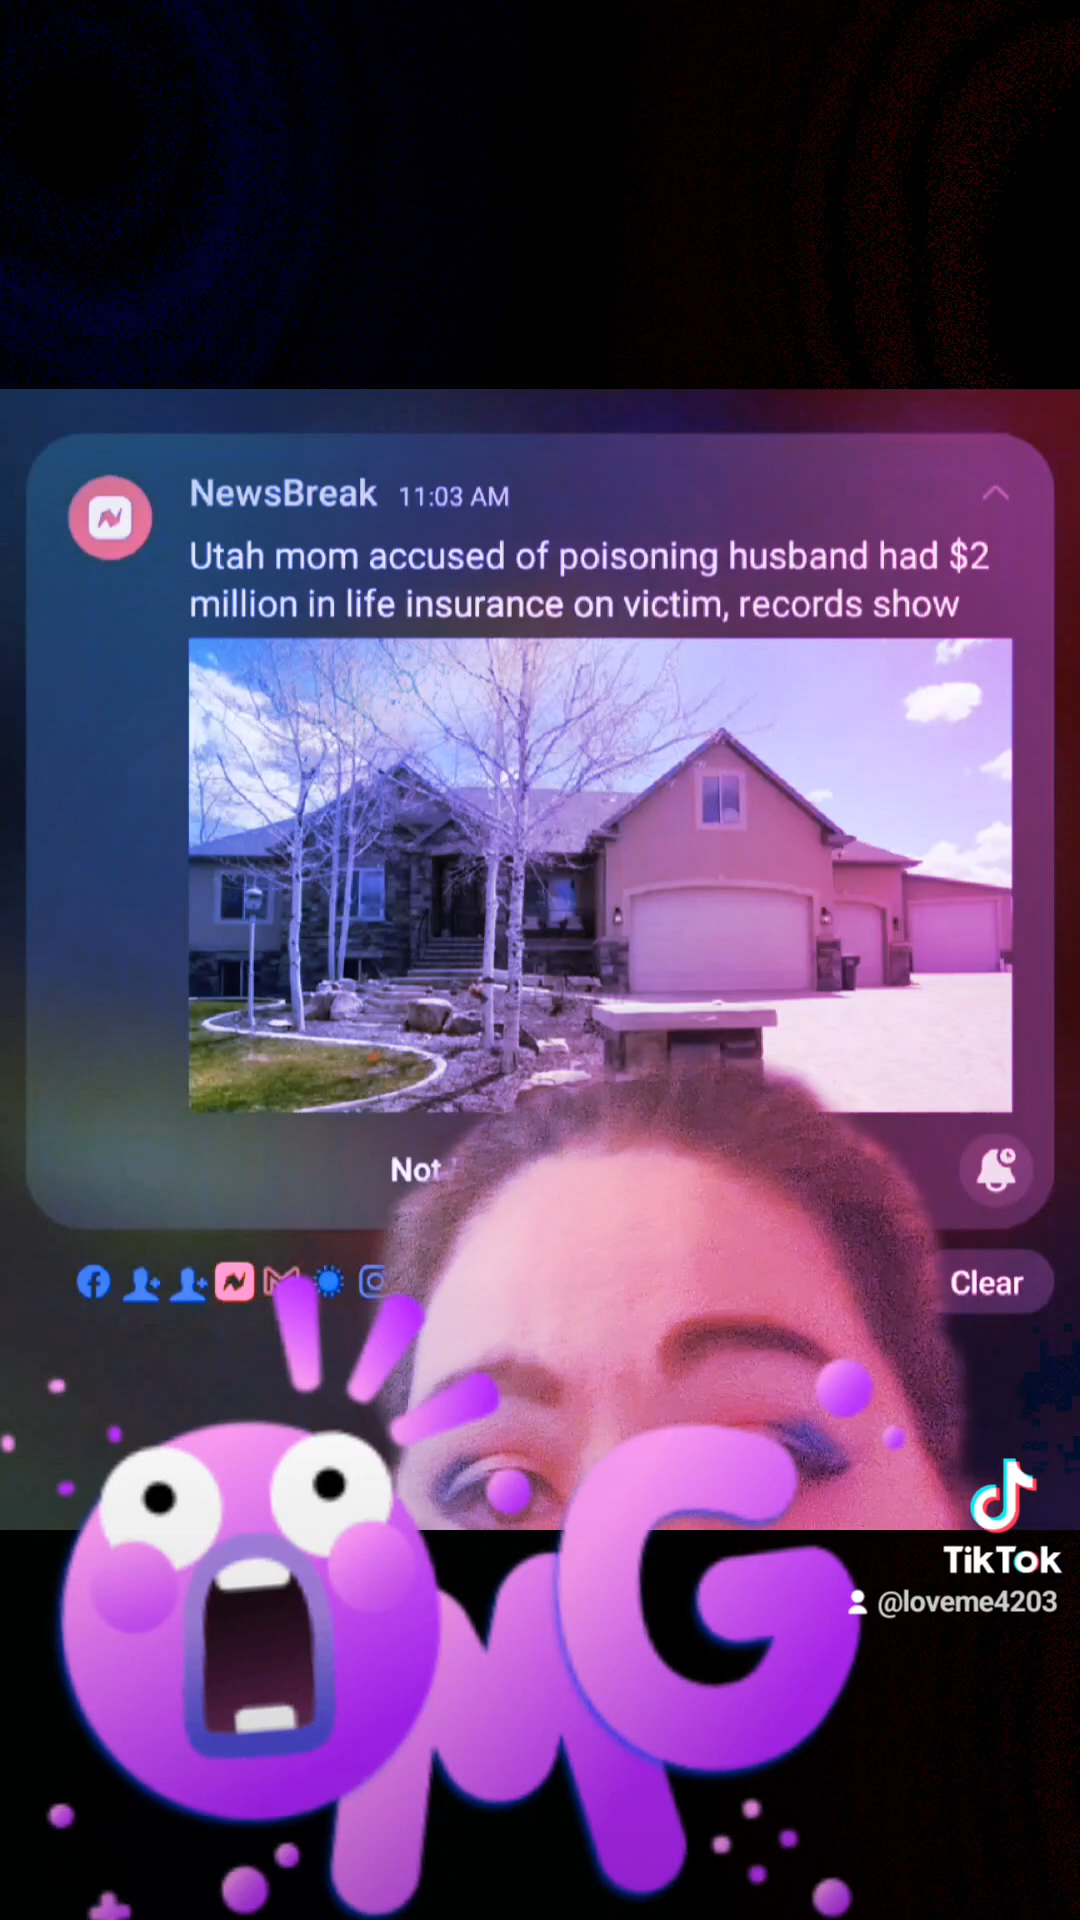 NewsBreak 11:03 AM
Utah mom accused of poisoning husband had $2
million in life insurance on victim, records show
Not
Clear
OMG
TikTok
@loveme4203